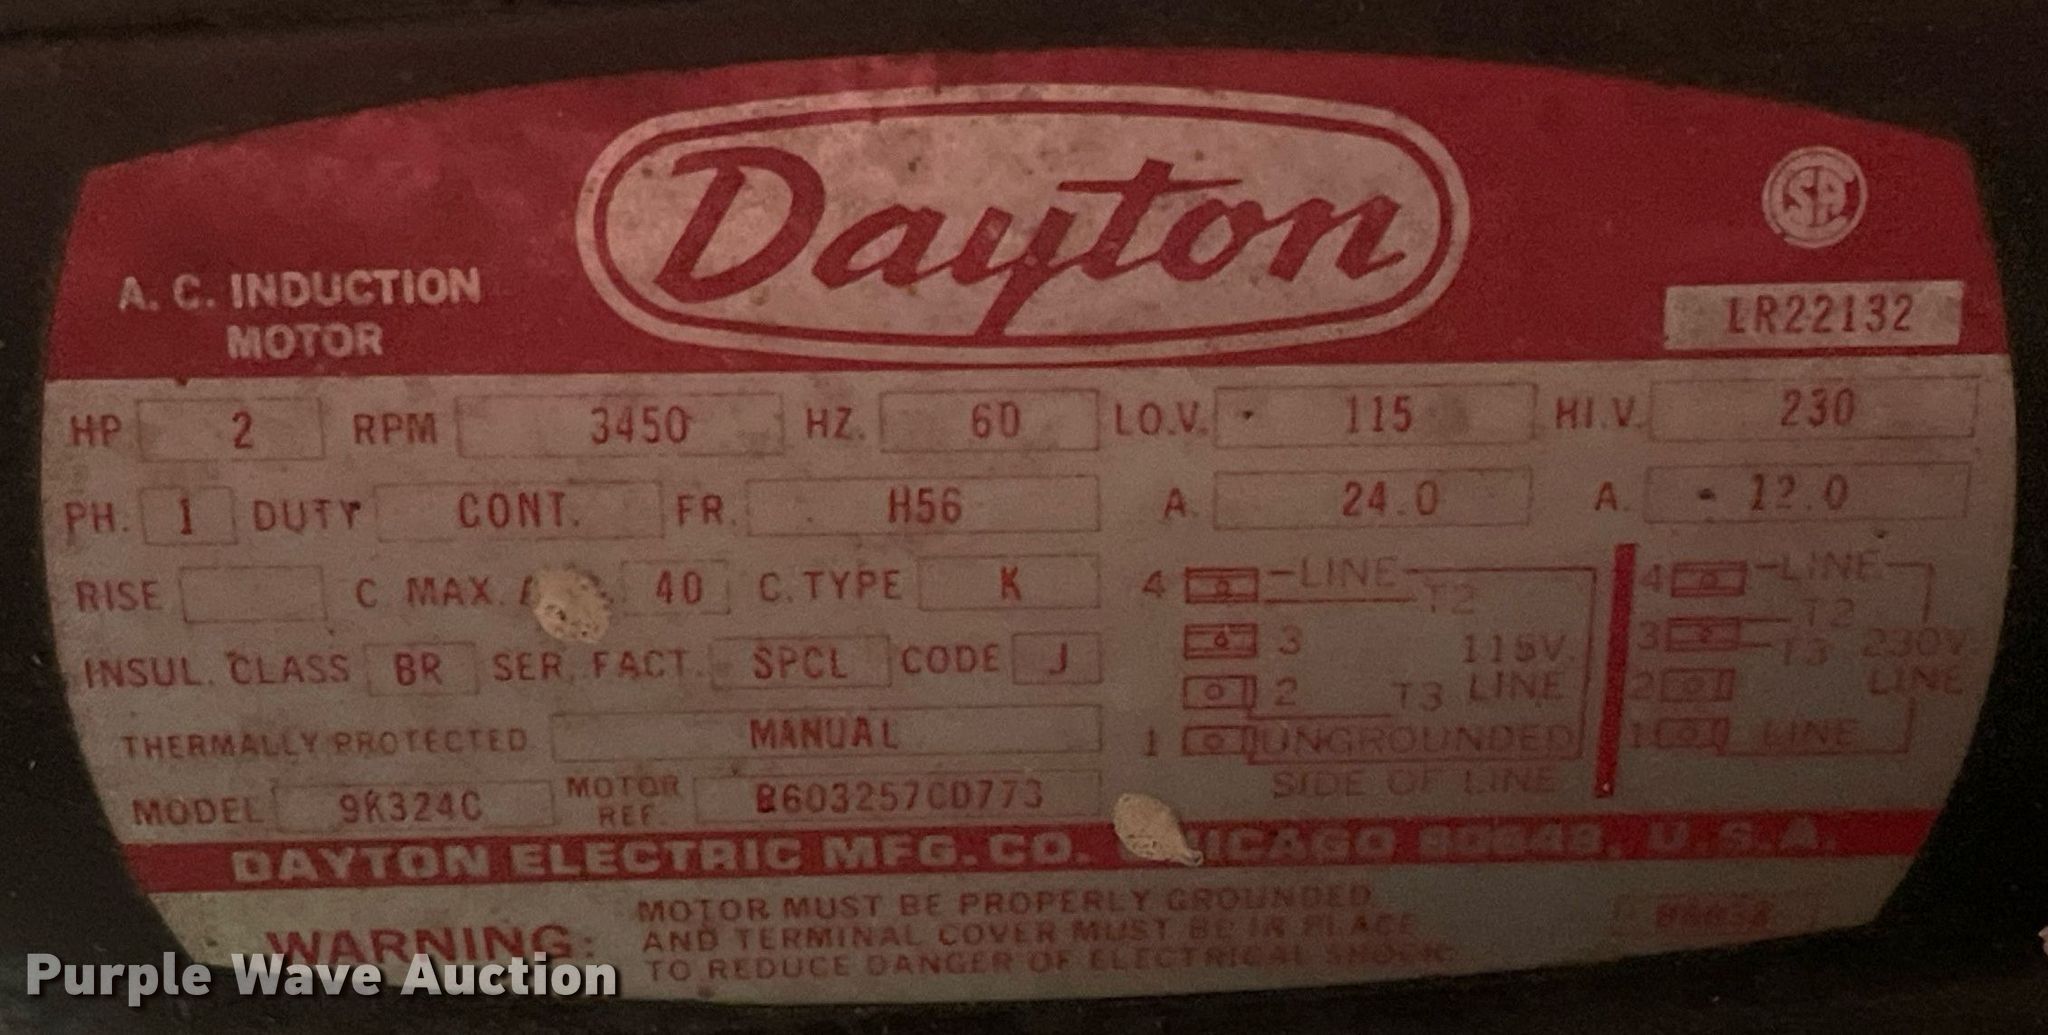 Dayton
A. C. INDUCTION
MOTOR
LR22132
HP 2 RPM 3450 HZ. 60 LO.V. 115 HI.V. 230
PH. 1 DUTY CONT. FR. H56 A 24.0 A. 12.0
RISE C MAX. 40 C.TYPE K
INSUL. CLASS BR SER. FACT. SPCL CODE J
THERMALLY PROTECTED MANUAL
MODEL 9K324C MOTOR REF.
4 LINE T2
3 115V.
2 T3 LINE
1 UNGROUNDED
SIDE OF LINE
4 LINE
T2
3 T3 230V.
2 LINE
1 LINE
DAYTON ELECTRIC MFG. CO. U.S.A.
WARNING: MOTOR MUST BE PROPERLY GROUNDED
AND TERMINAL COVER MUST BE IN PLACE
TO REDUCE DANGER OF ELECTRICAL SHOCK.
Purple Wave Auction